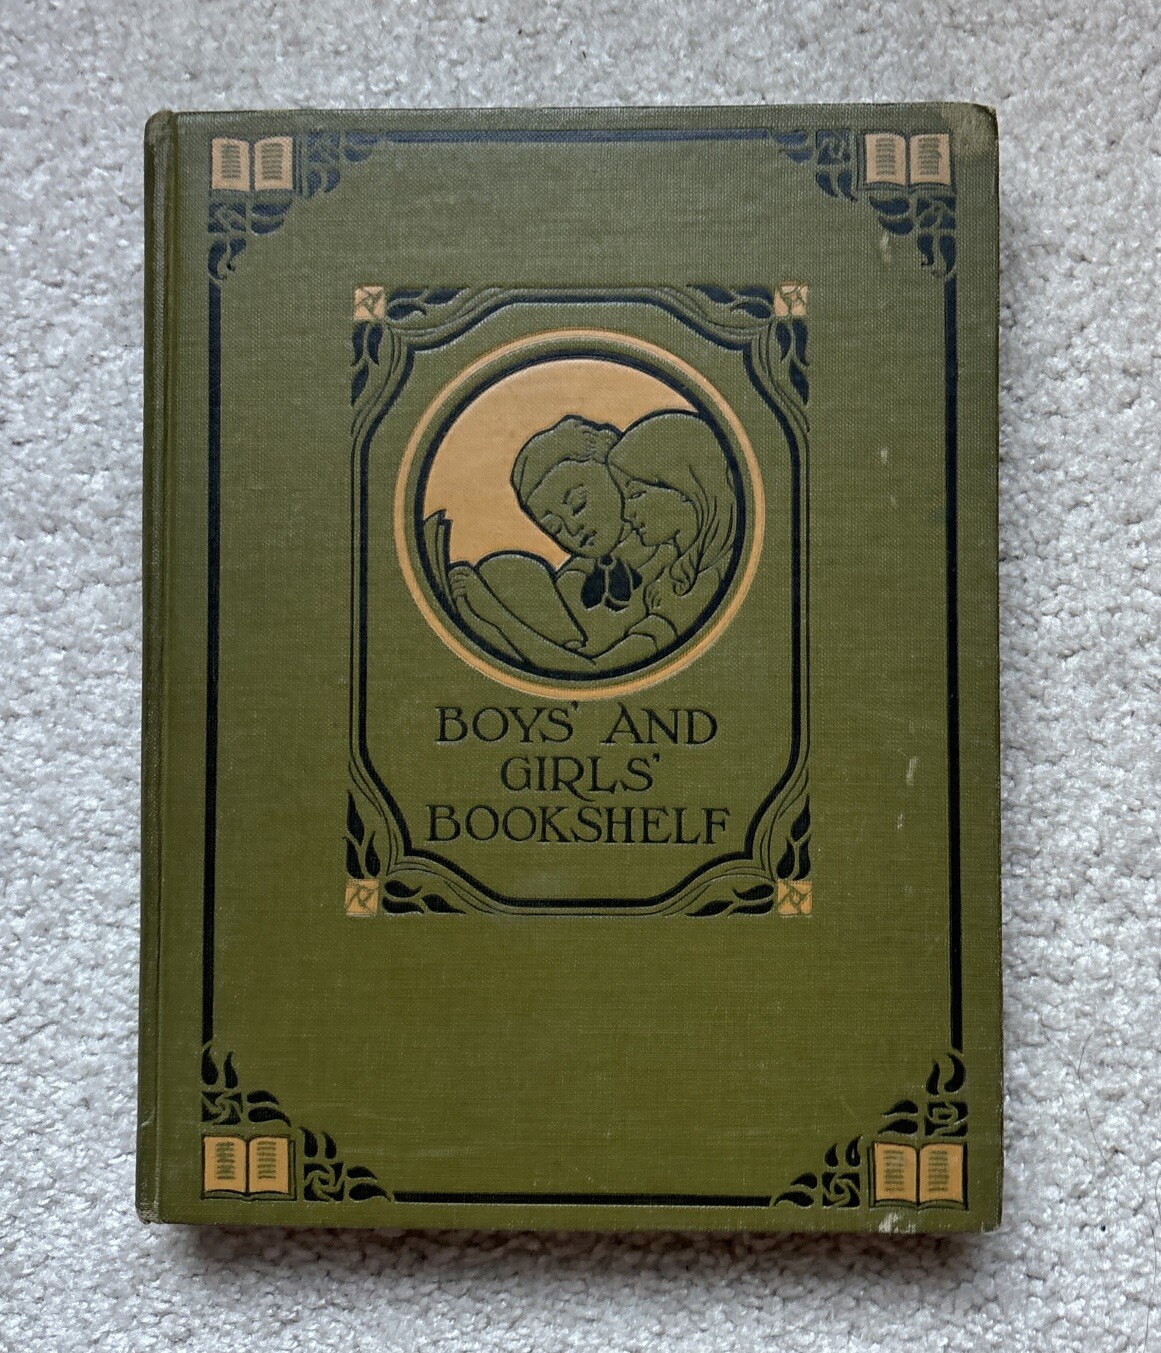 BOYS' AND
GIRLS'
BOOKSHELF